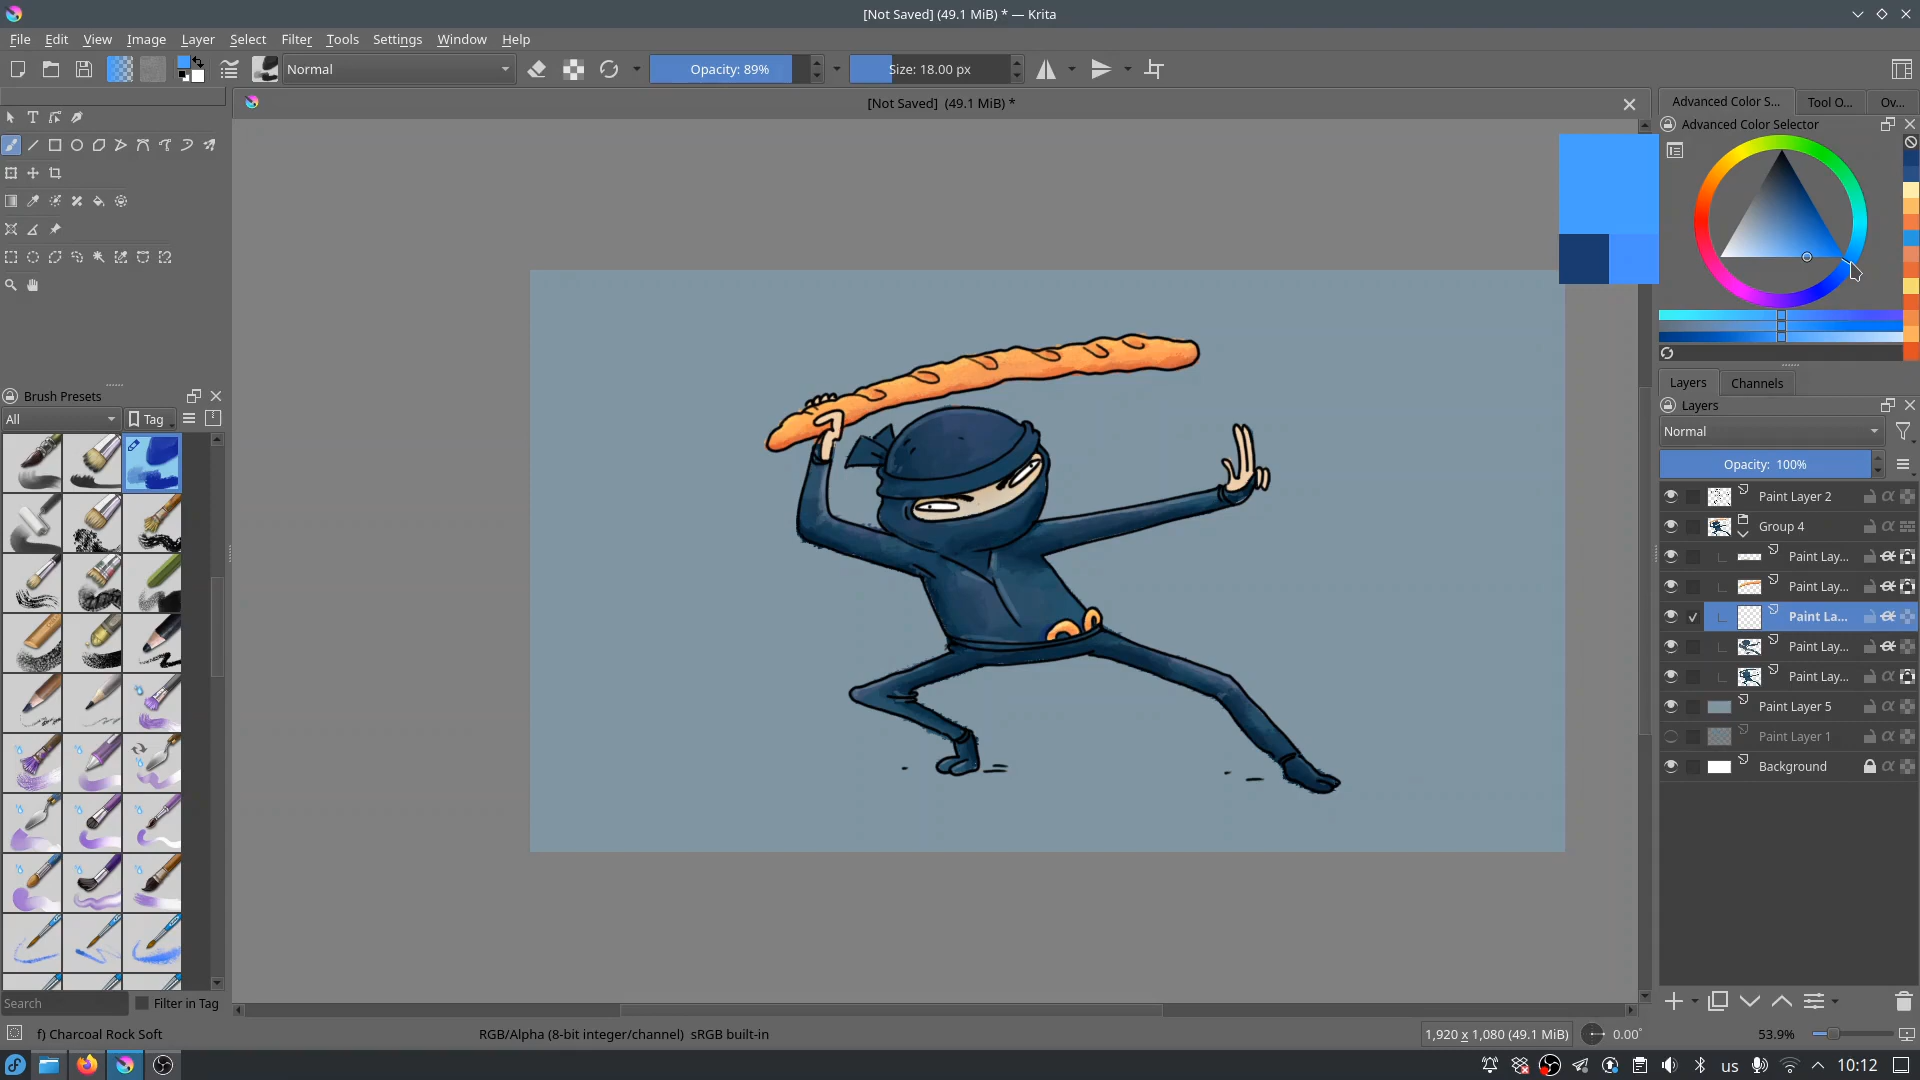 [Not Saved] (49.1 MiB) * — Krita
File Edit View Image Layer Select Filter Tools Settings Window Help
Normal
Opacity: 89%
Size: 18.00 px
[Not Saved] (49.1 MiB) *
Advanced Color S... Tool O... Ov...
Advanced Color Selector
Brush Presets
All
Tag
Search
Filter in Tag
Layers Channels
Layers
Normal
Opacity: 100%
Paint Layer 2
Group 4
Paint Lay...
Paint Lay...
Paint La...
Paint Lay...
Paint Lay...
Paint Layer 5
Paint Layer 1
Background
f) Charcoal Rock Soft
RGB/Alpha (8-bit integer/channel) sRGB built-in
1,920 x 1,080 (49.1 MiB)
0.00°
53.9%
us
10:12